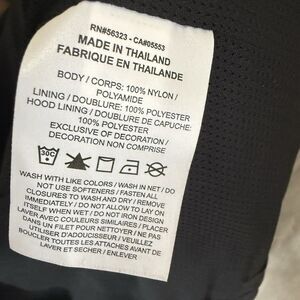 RN#56323 - CA#05553
MADE IN THAILAND
FABRIQUE EN THAILANDE
BODY / CORPS: 100% NYLON /
POLYAMIDE
LINING / DOUBLURE: 100% POLYESTER
HOOD LINING / DOUBLURE DE CAPUCHE:
100% POLYESTER
EXCLUSIVE OF DECORATION /
DECORATION NON COMPRISE
30C
WASH WITH LIKE COLORS / WASH IN NET / DO
NOT USE SOFTENERS / FASTEN ALL
CLOSURES TO WASH AND DRY / REMOVE
IMMEDIATELY / DO NOT ALLOW TO LAY ON
ITSELF WHEN WET / DO NOT IRON DESIGN
LAVER AVEC COULEURS SIMILAIRES / PLACER
DANS UN FILET POUR NETTOYER / NE PAS
UTILISER D'ADOUCISSEUR / VEUILLEZ
BOUCLER TOUTES LES ATTACHES AVANT DE
LAVER ET SECHER / ENLEVER